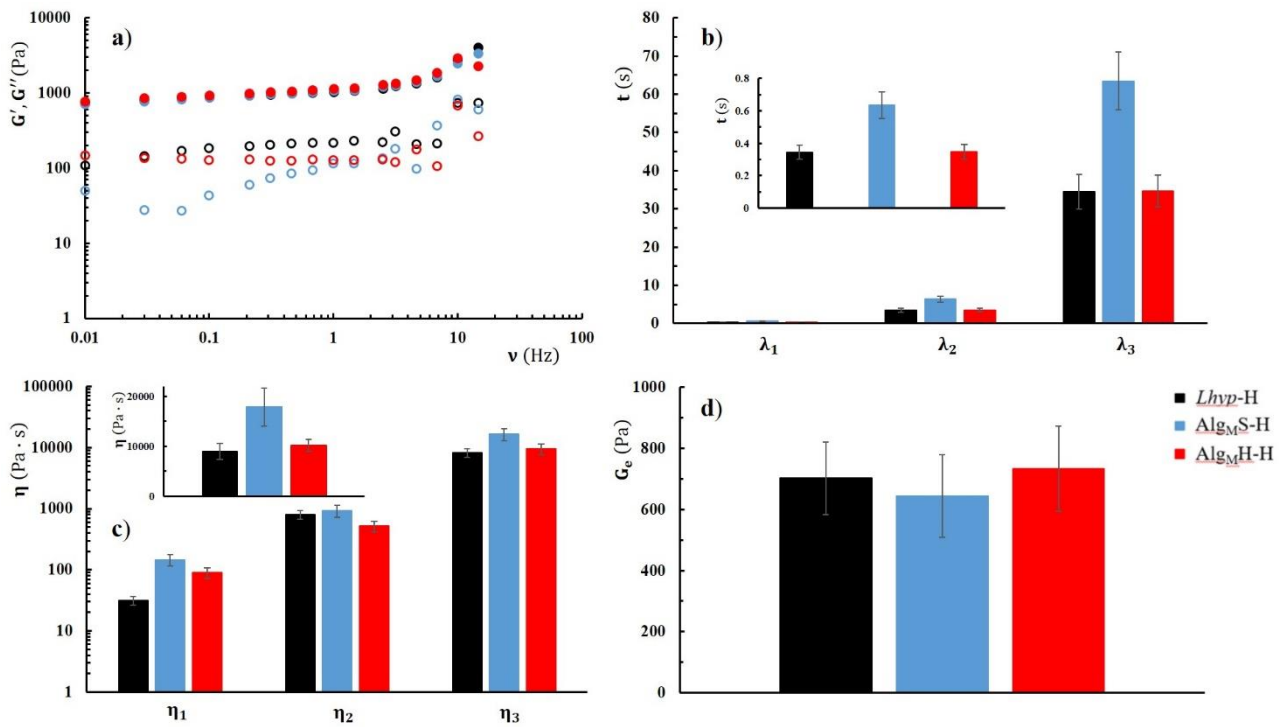 a)
G′, G″ (Pa)
10000
1000
100
10
1
0.01
0.1
1
10
100
ν (Hz)
b)
t (s)
80
70
60
50
40
30
20
10
0
t (s)
0.8
0.6
0.4
0.2
0
λ₁
λ₂
λ₃
c)
η (Pa · s)
100000
10000
1000
100
10
1
η (Pa · s)
20000
10000
0
η₁
η₂
η₃
d)
Gₑ (Pa)
1000
800
600
400
200
0
Lhyp-H
Alg_MS-H
Alg_MH-H